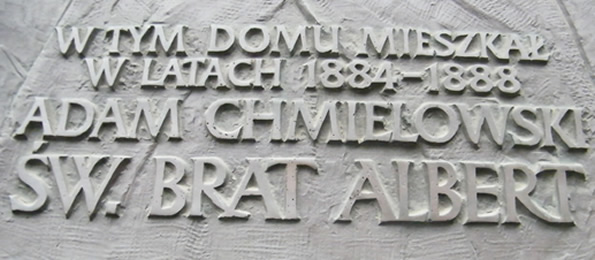 W TYM DOMU MIESZKAŁ
W LATACH 1884-1888
ADAM CHMIELOWSKI
ŚW. BRAT ALBERT